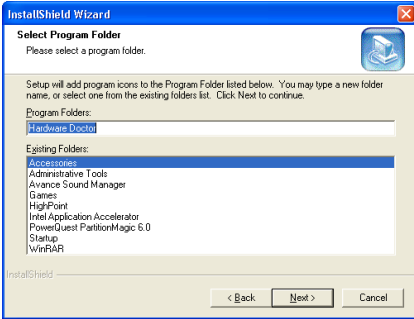 InstallShield Wizard
Select Program Folder
Please select a program folder.
Setup will add program icons to the Program Folder listed below. You may type a new folder
name, or select one from the existing folders list. Click Next to continue.
Program Folders:
Hardware Doctor
Existing Folders:
Accessories
Administrative Tools
Avance Sound Manager
Games
HighPoint
Intel Application Accelerator
PowerQuest PartitionMagic 6.0
Startup
WinRAR
InstallShield
< Back Next > Cancel